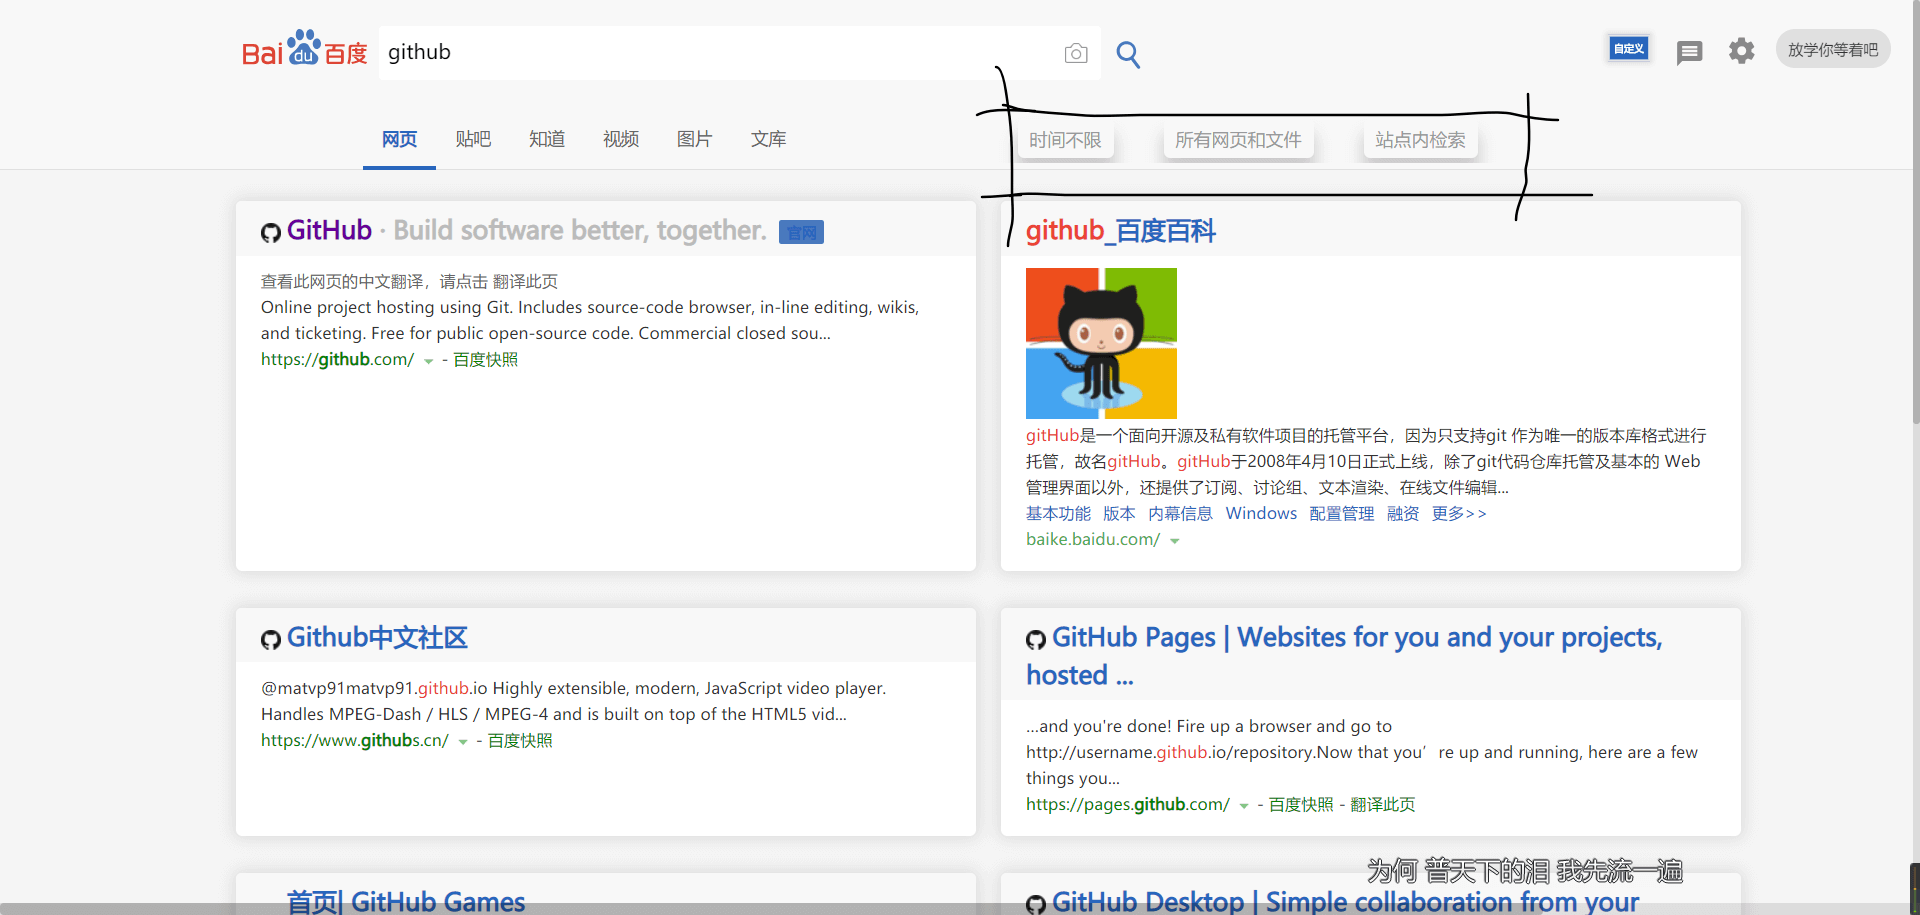 Bai du 百度
github
自定义
放学你等着吧
网页 贴吧 知道 视频 图片 文库
时间不限 所有网页和文件 站点内检索
GitHub · Build software better, together. 官网
查看此网页的中文翻译，请点击 翻译此页
Online project hosting using Git. Includes source-code browser, in-line editing, wikis,
and ticketing. Free for public open-source code. Commercial closed sou...
https://github.com/ - 百度快照
github_百度百科
gitHub是一个面向开源及私有软件项目的托管平台，因为只支持git 作为唯一的版本库格式进行
托管，故名gitHub。gitHub于2008年4月10日正式上线，除了git代码仓库托管及基本的 Web
管理界面以外，还提供了订阅、讨论组、文本渲染、在线文件编辑...
基本功能 版本 内幕信息 Windows 配置管理 融资 更多>>
baike.baidu.com/
Github中文社区
@matvp91matvp91.github.io Highly extensible, modern, JavaScript video player.
Handles MPEG-Dash / HLS / MPEG-4 and is built on top of the HTML5 vid...
https://www.githubs.cn/ - 百度快照
GitHub Pages | Websites for you and your projects,
hosted ...
...and you're done! Fire up a browser and go to
http://username.github.io/repository.Now that you’re up and running, here are a few
things you...
https://pages.github.com/ - 百度快照 - 翻译此页
为何 普天下的泪 我先流一遍
首页| GitHub Games
GitHub Desktop | Simple collaboration from your